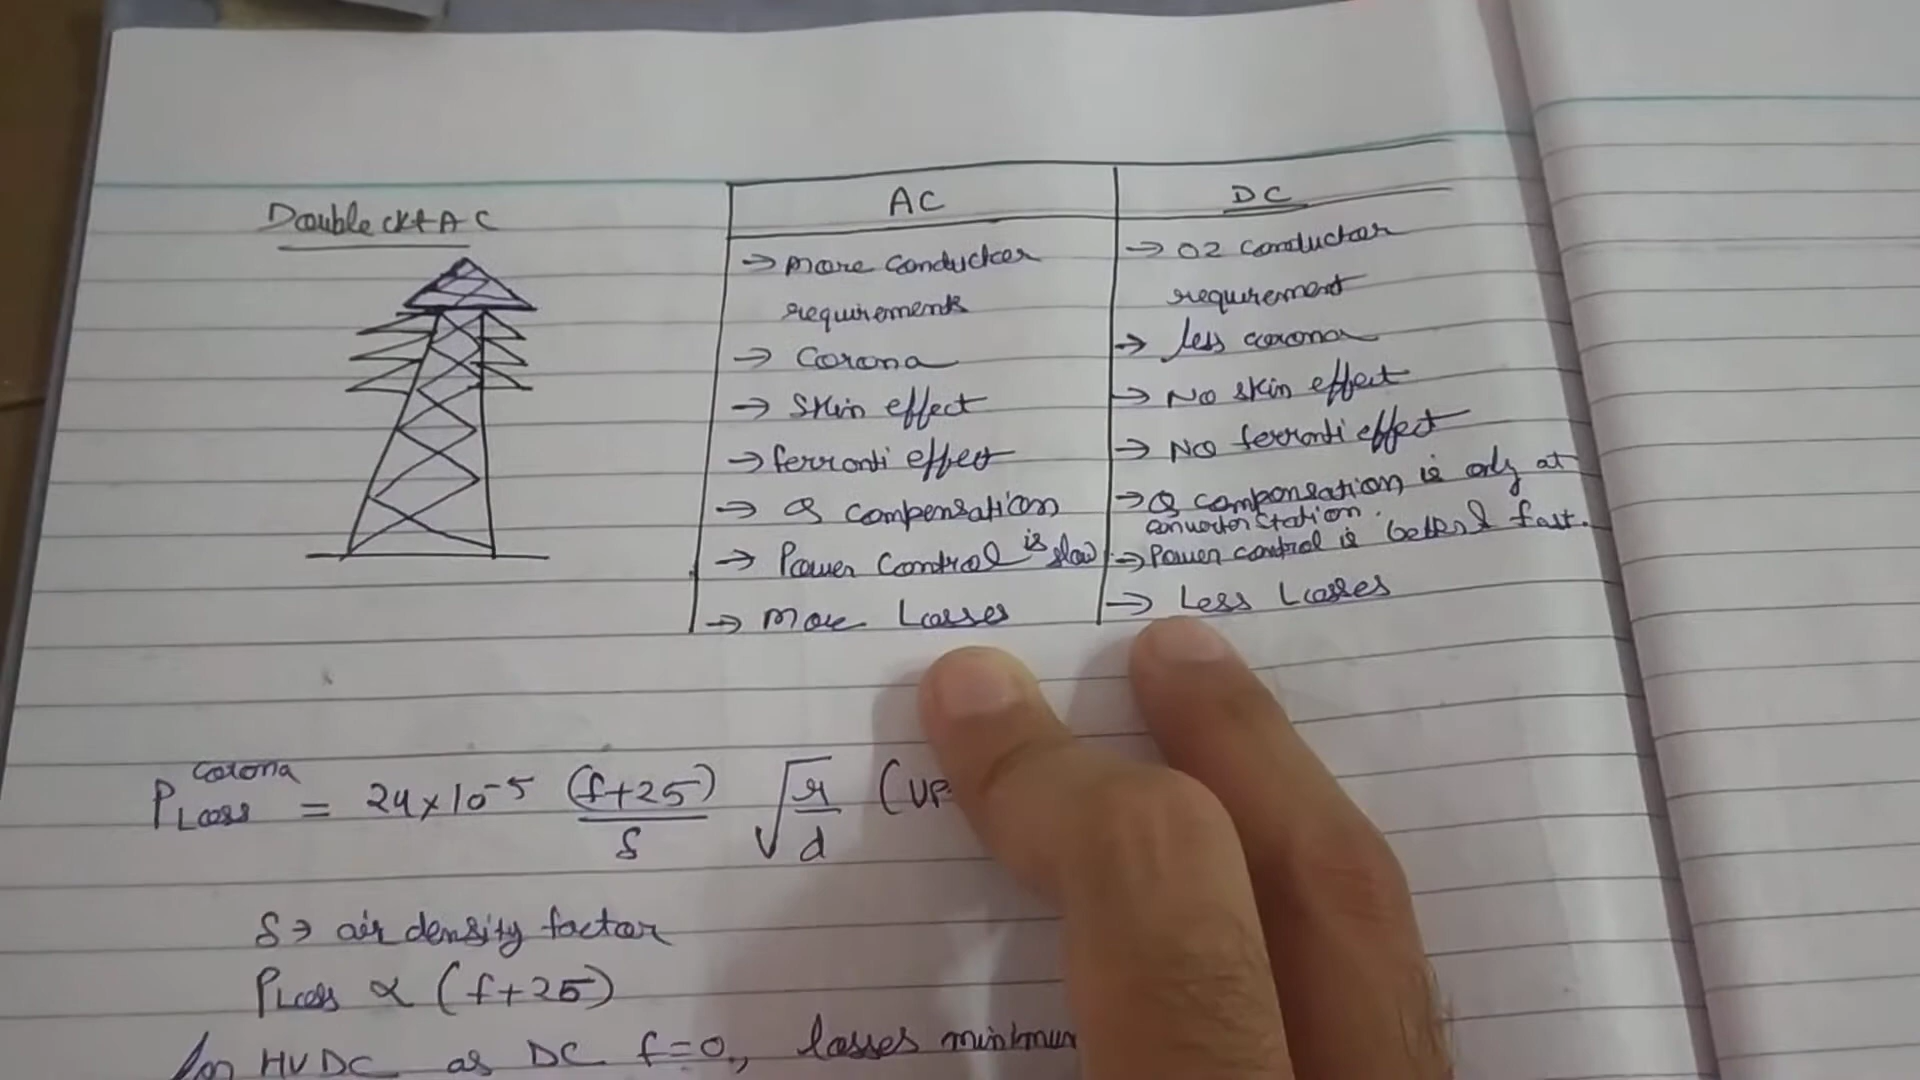 Double ckt AC
AC
DC
→ more conductor
requirements
→ Corona
→ Skin effect
→ ferranti effect
→ Q compensation
→ Power Control is slow
→ More Losses
→ 02 conductor
requirement
→ less corona
→ No skin effect
→ No ferranti effect
→ Q compensation is only at
convertor station.
→ Power control is better & fast.
→ Less Losses
P Loss corona = 24×10⁻⁵ (f+25)/δ √(r/d) (VP
δ → air density factor
PLoss ∝ (f+25)
for HVDC as DC f=0, losses minimum